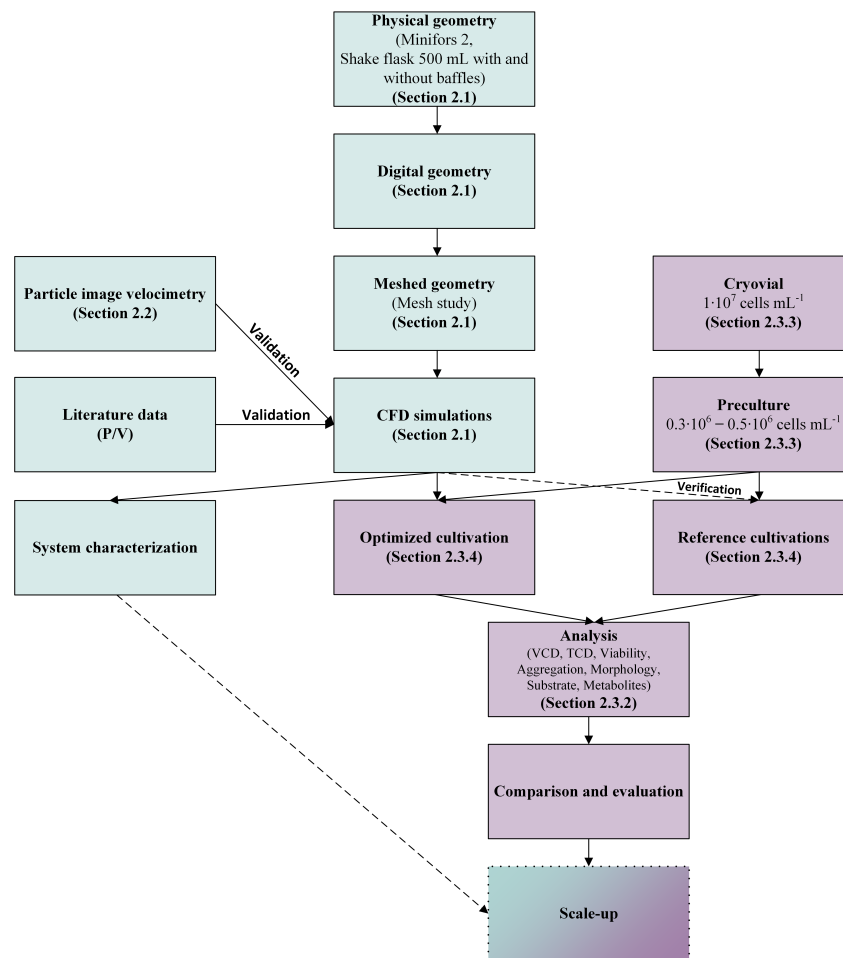 Physical geometry
(Minifors 2,
Shake flask 500 mL with and
without baffles)
(Section 2.1)
Digital geometry
(Section 2.1)
Particle image velocimetry
(Section 2.2)
Meshed geometry
(Mesh study)
(Section 2.1)
Cryovial
1·10⁷ cells mL⁻¹
(Section 2.3.3)
Validation
Literature data
(P/V)
Validation
CFD simulations
(Section 2.1)
Preculture
0.3·10⁶ – 0.5·10⁶ cells mL⁻¹
(Section 2.3.3)
Verification
System characterization
Optimized cultivation
(Section 2.3.4)
Reference cultivations
(Section 2.3.4)
Analysis
(VCD, TCD, Viability,
Aggregation, Morphology,
Substrate, Metabolites)
(Section 2.3.2)
Comparison and evaluation
Scale-up